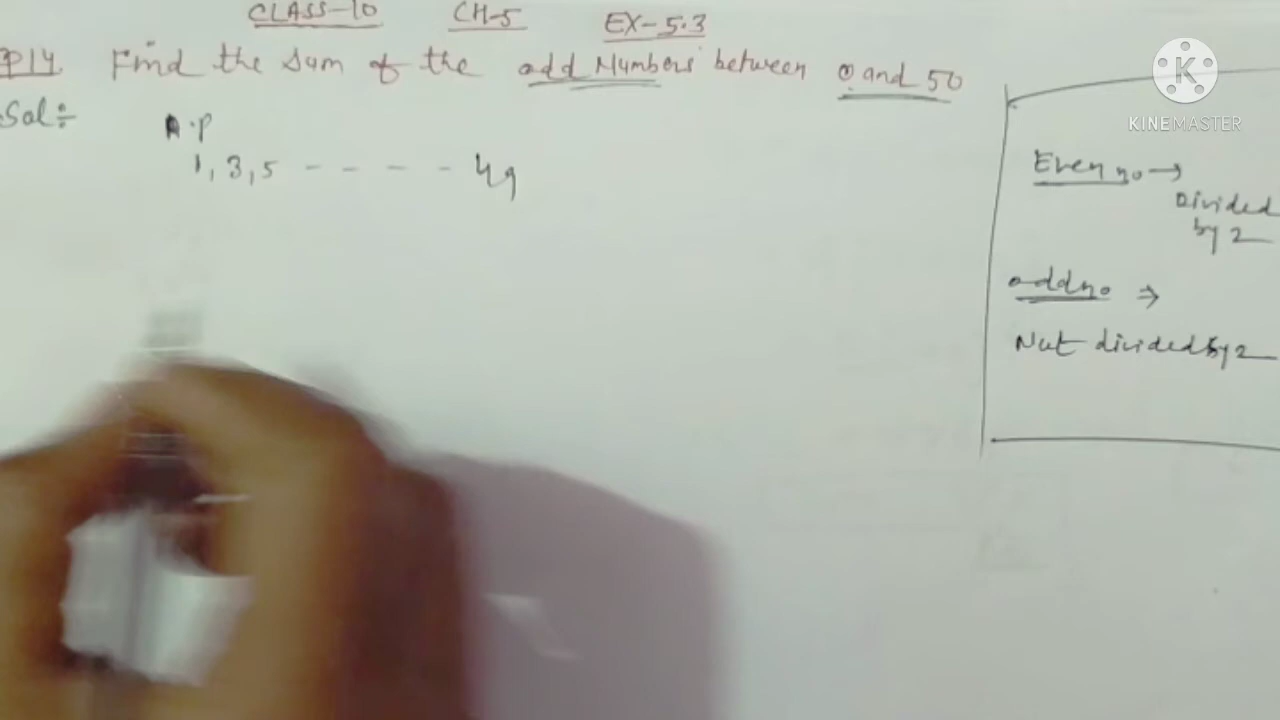 CLASS-10 CH-5 EX-5.3
P14 Find the sum of the odd Numbers between 0 and 50
Sol÷
A.P
1, 3, 5 - - - - 49
K
KINEMASTER
Even no →
Divided
by 2
odd no ⇒
Not divided by 2